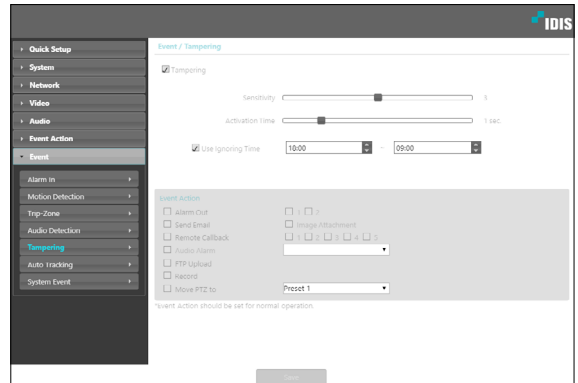 IDIS
Quick Setup
System
Network
Video
Audio
Event Action
Event
Alarm In
Motion Detection
Trip-Zone
Audio Detection
Tampering
Auto Tracking
System Event
Event / Tampering
Tampering
Sensitivity 3
Activation Time 1 sec
Use Ignoring Time 18:00 ~ 09:00
Event Action
Alarm Out 1 2
Send Email Image Attachment
Remote Callback 1 2 3 4 5
Audio Alarm
FTP Upload
Record
Move PTZ to Preset 1
*Event Action should be set for normal operation.
Save